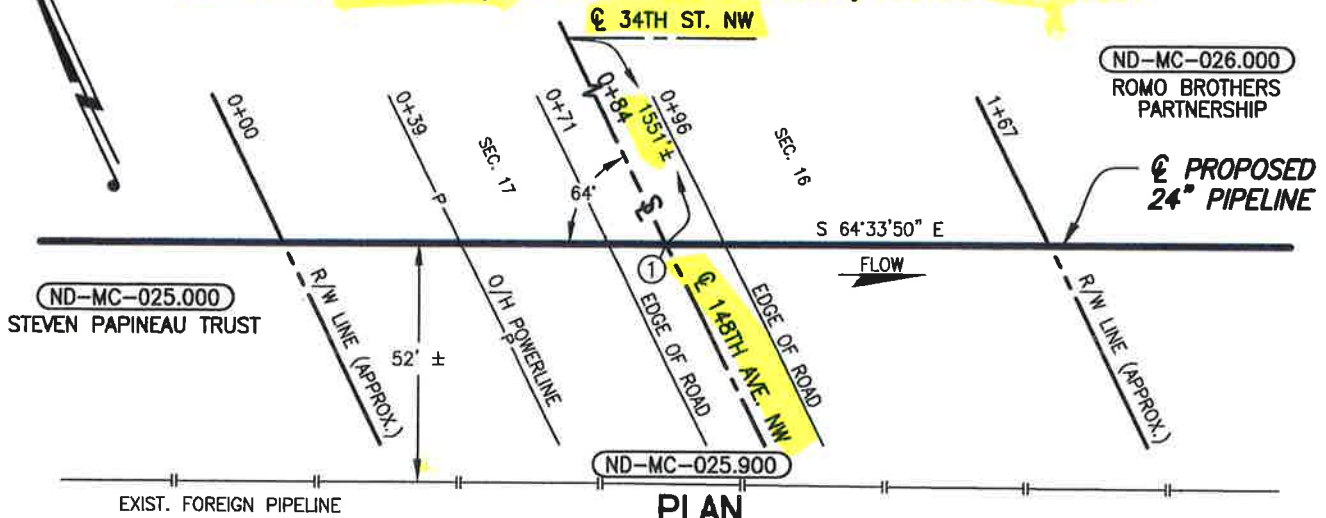 ℄ 34TH ST. NW
ND-MC-026.000
ROMO BROTHERS
PARTNERSHIP
0+00
0+39
SEC. 17
0+71
0+84
1551'±
0+96
SEC. 16
1+67
℄ PROPOSED
24" PIPELINE
P
64°
S 64°33'50" E
FLOW
ND-MC-025.000
STEVEN PAPINEAU TRUST
1
52' ±
R/W LINE (APPROX.)
O/H POWERLINE
P
EDGE OF ROAD
℄ 148TH AVE. NW
EDGE OF ROAD
R/W LINE (APPROX.)
ND-MC-025.900
EXIST. FOREIGN PIPELINE
PLAN